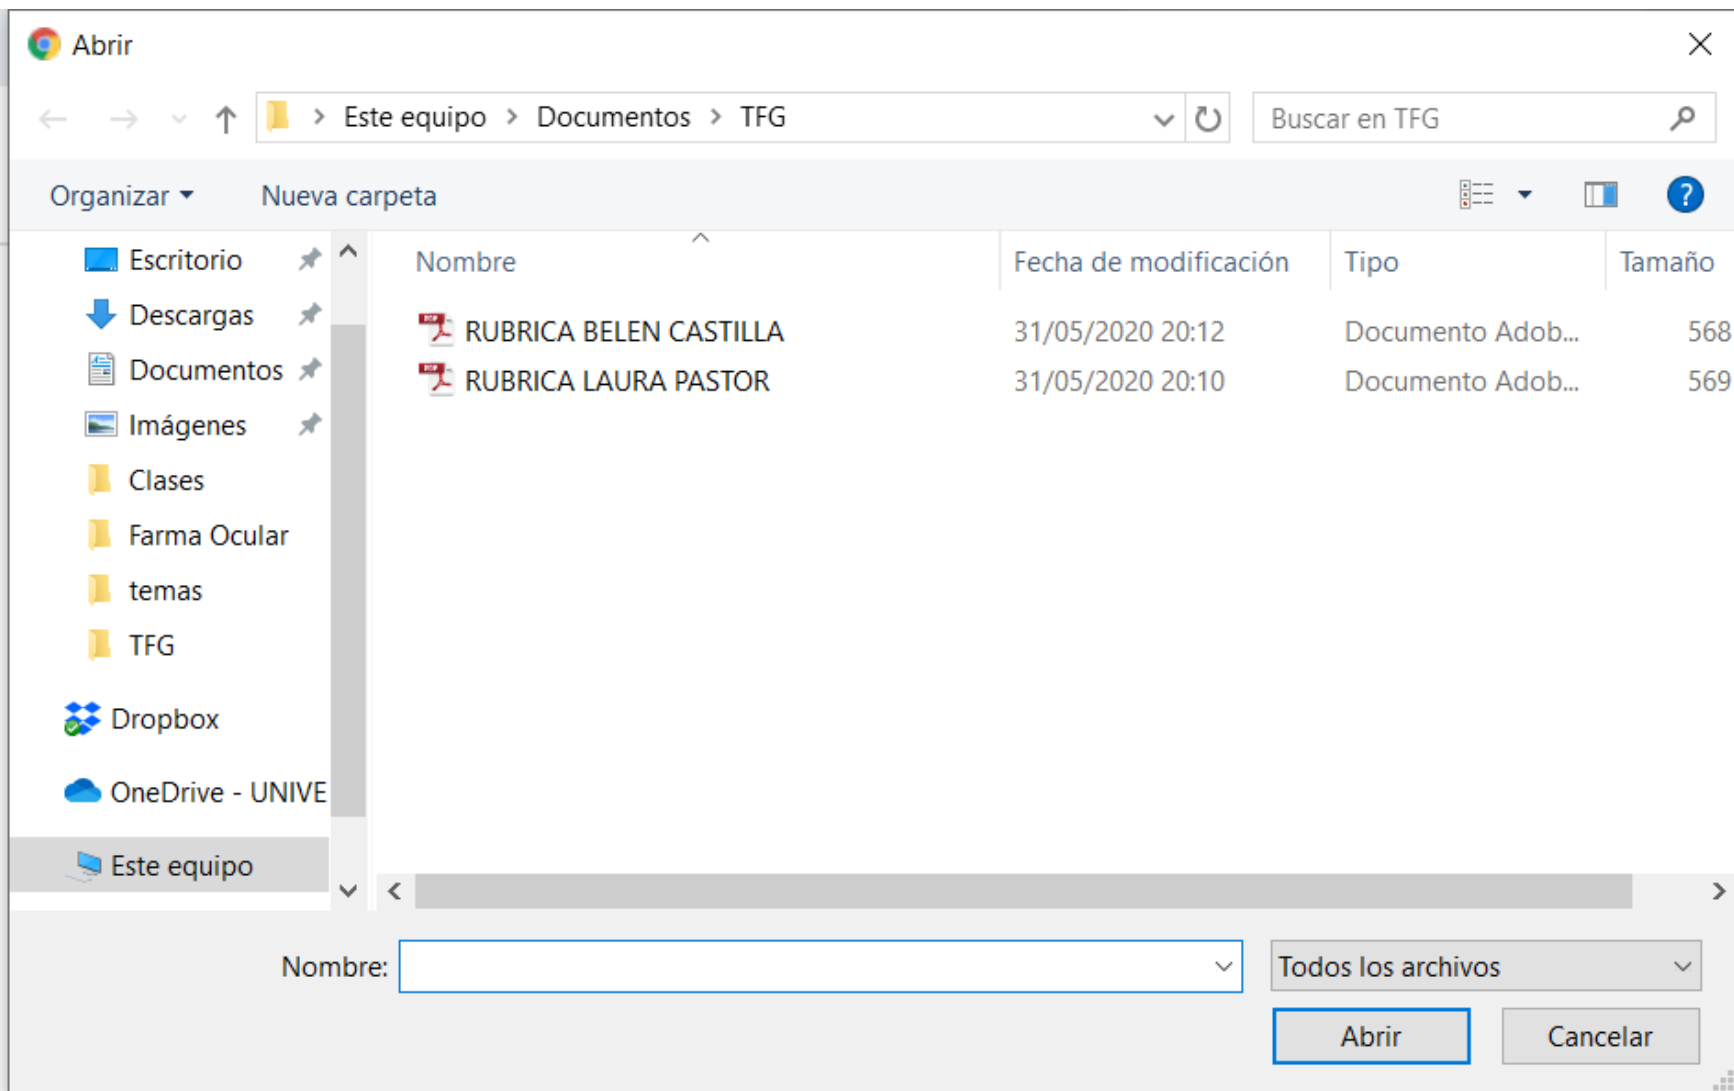 Abrir
Este equipo > Documentos > TFG
Buscar en TFG
Organizar
Nueva carpeta
?
Nombre
Fecha de modificación
Tipo
Tamaño
RUBRICA BELEN CASTILLA 31/05/2020 20:12 Documento Adob... 568
RUBRICA LAURA PASTOR 31/05/2020 20:10 Documento Adob... 569
Escritorio
Descargas
Documentos
Imágenes
Clases
Farma Ocular
temas
TFG
Dropbox
OneDrive - UNIVE
Este equipo
Nombre:
Todos los archivos
Abrir
Cancelar